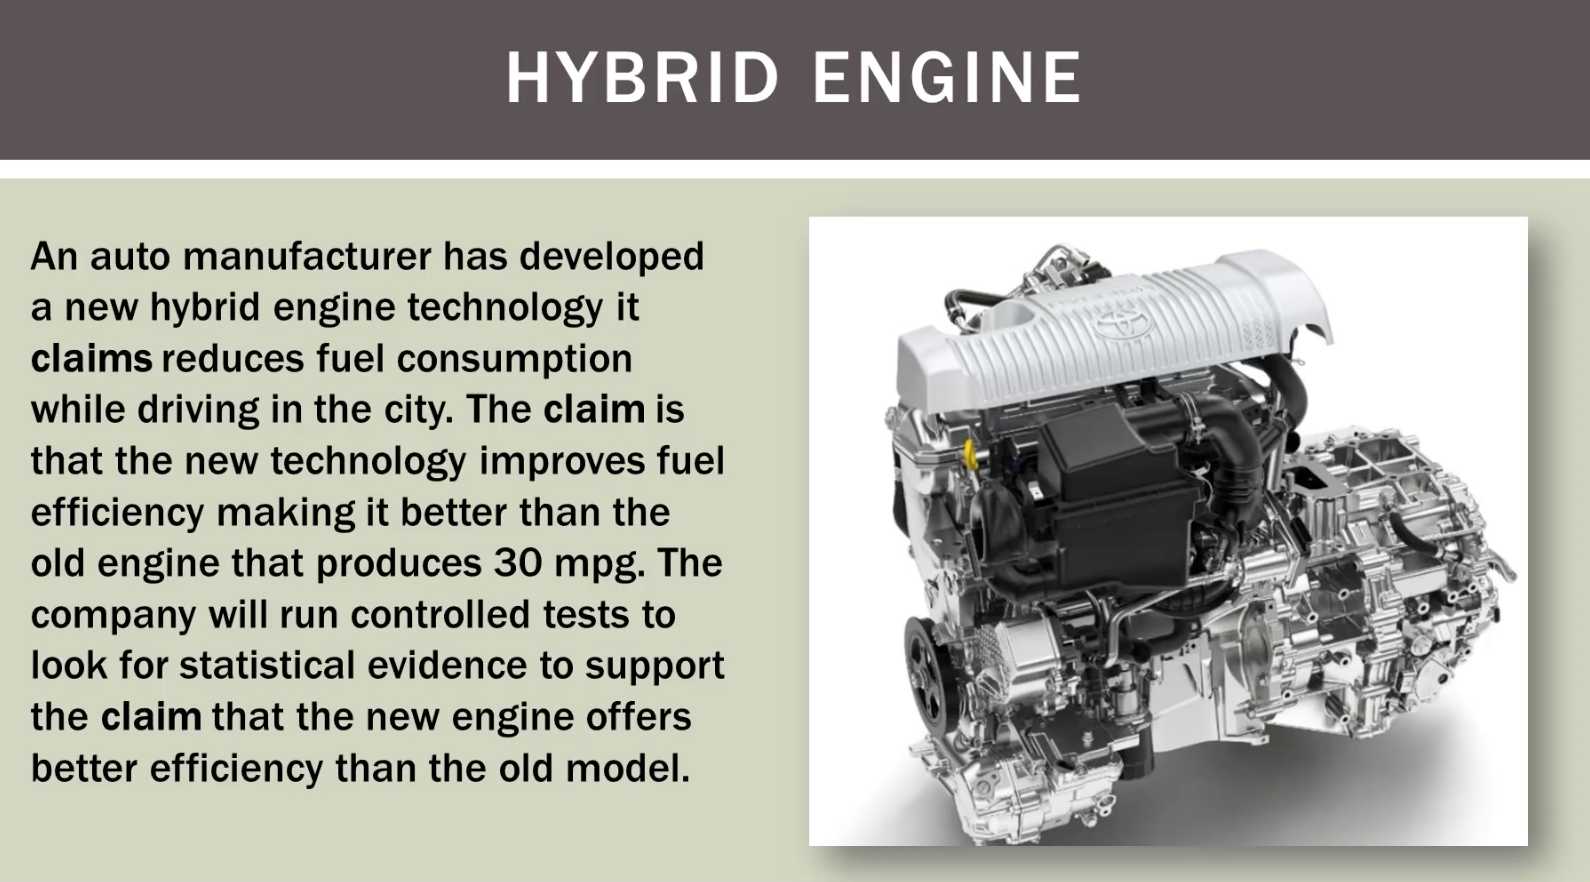 HYBRID ENGINE
An auto manufacturer has developed
a new hybrid engine technology it
claims reduces fuel consumption
while driving in the city. The claim is
that the new technology improves fuel
efficiency making it better than the
old engine that produces 30 mpg. The
company will run controlled tests to
look for statistical evidence to support
the claim that the new engine offers
better efficiency than the old model.